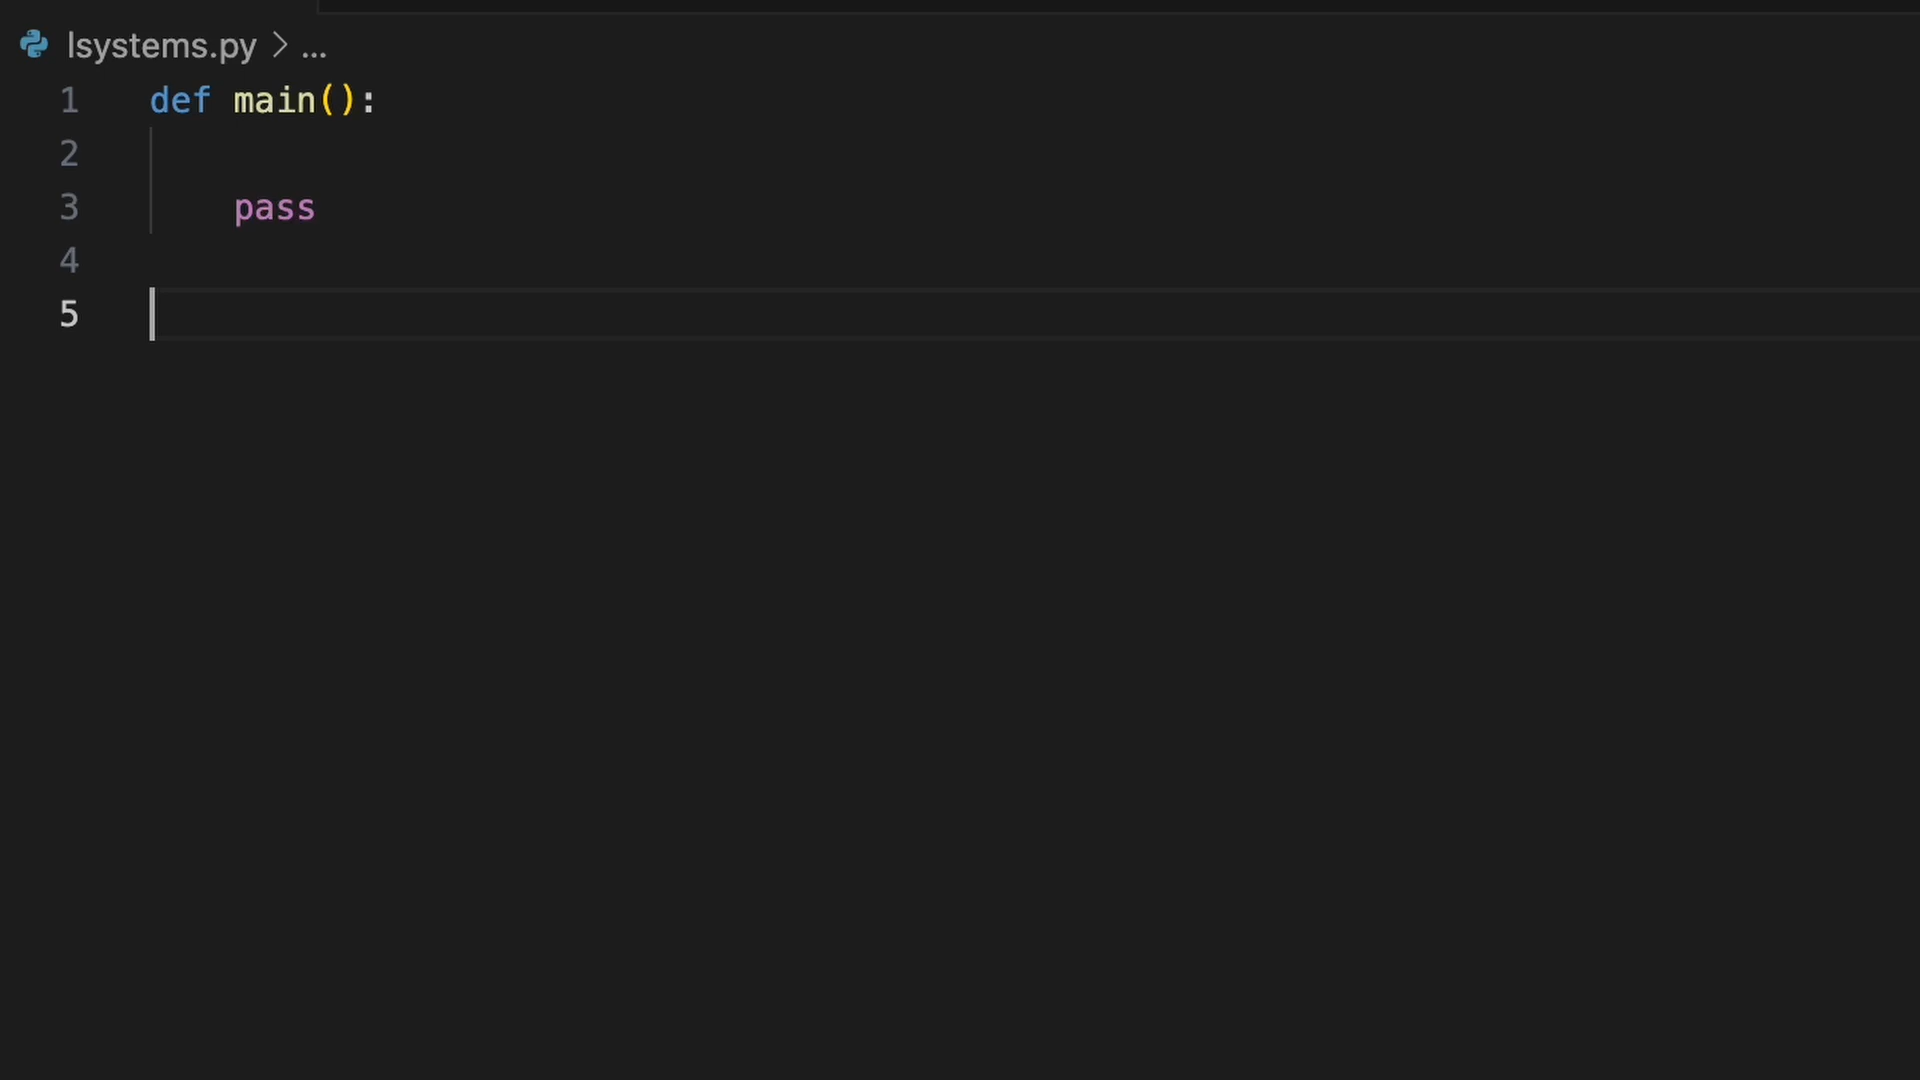 lsystems.py > ...
1 def main():
2
3 pass
4
5